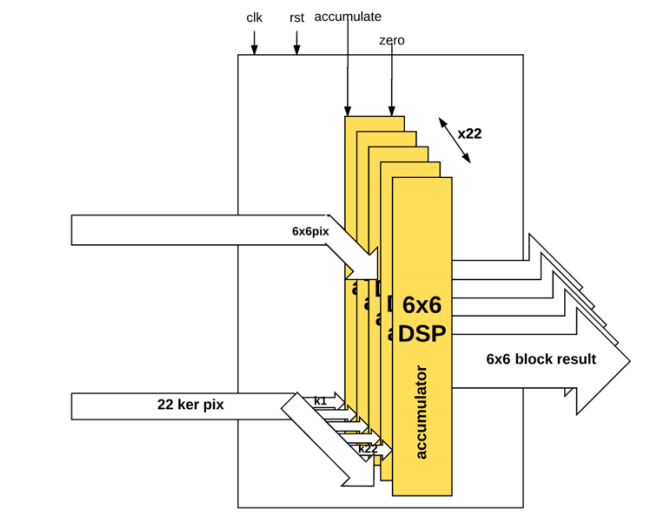 clk
rst
accumulate
zero
x22
6x6pix
6x6
DSP
6x6 block result
accumulator
22 ker pix
k1
k22